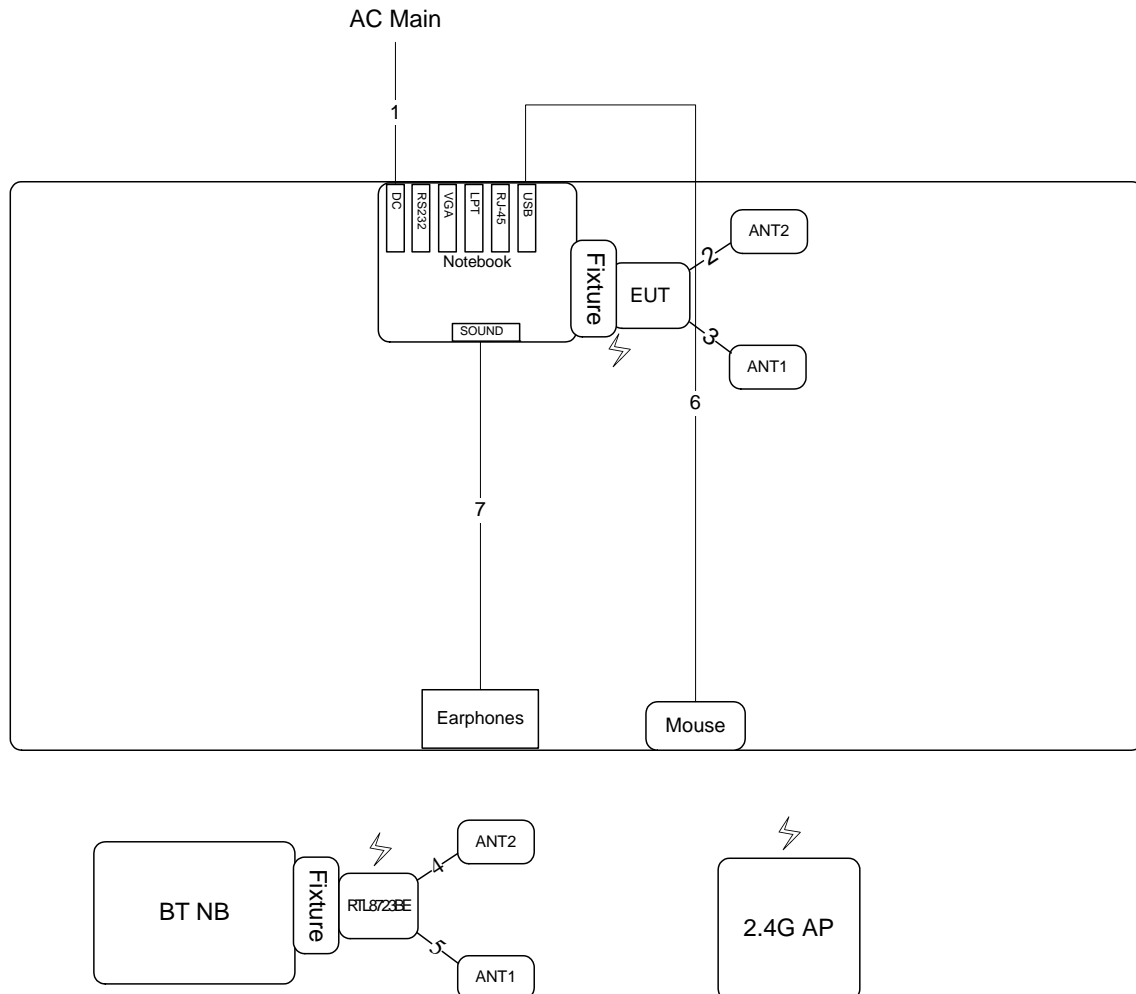 AC Main
1
DC
RS232
VGA
LPT
RJ-45
USB
Notebook
SOUND
Fixture
EUT
2
ANT2
3
ANT1
6
7
Earphones
Mouse
BT NB
Fixture
RTL8723BE
4
ANT2
5
ANT1
2.4G AP